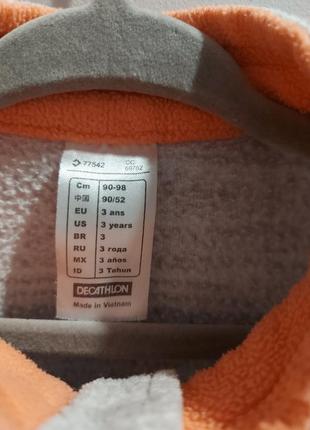 77542
CC
Cm 90-98
中国 90/52
EU 3 ans
US 3 years
BR 3
RU 3 года
MX 3 años
ID 3 Tahun
DECATHLON
Made in Vietnam